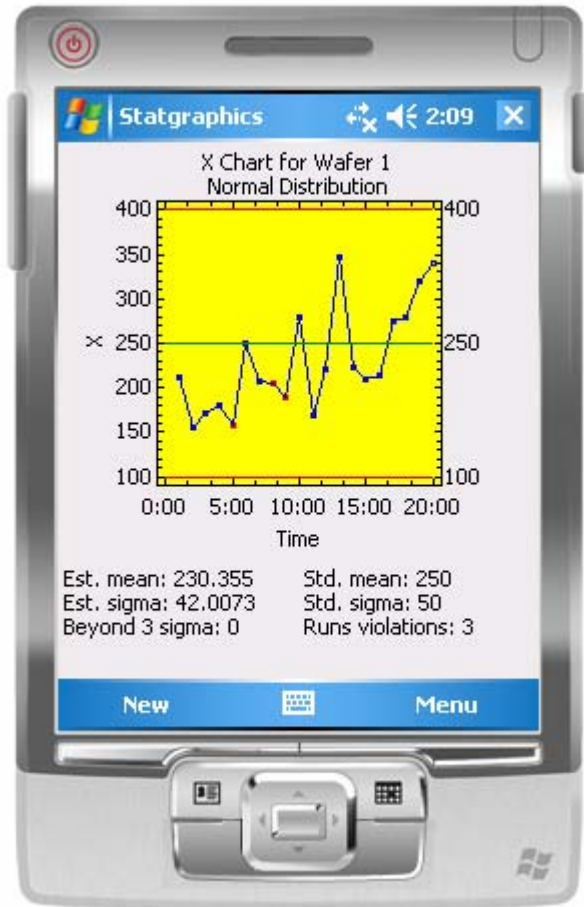 Statgraphics 2:09
X Chart for Wafer 1
Normal Distribution
400 400
350
300
X 250 250
200
150
100 100
0:00 5:00 10:00 15:00 20:00
Time
Est. mean: 230.355 Std. mean: 250
Est. sigma: 42.0073 Std. sigma: 50
Beyond 3 sigma: 0 Runs violations: 3
New Menu